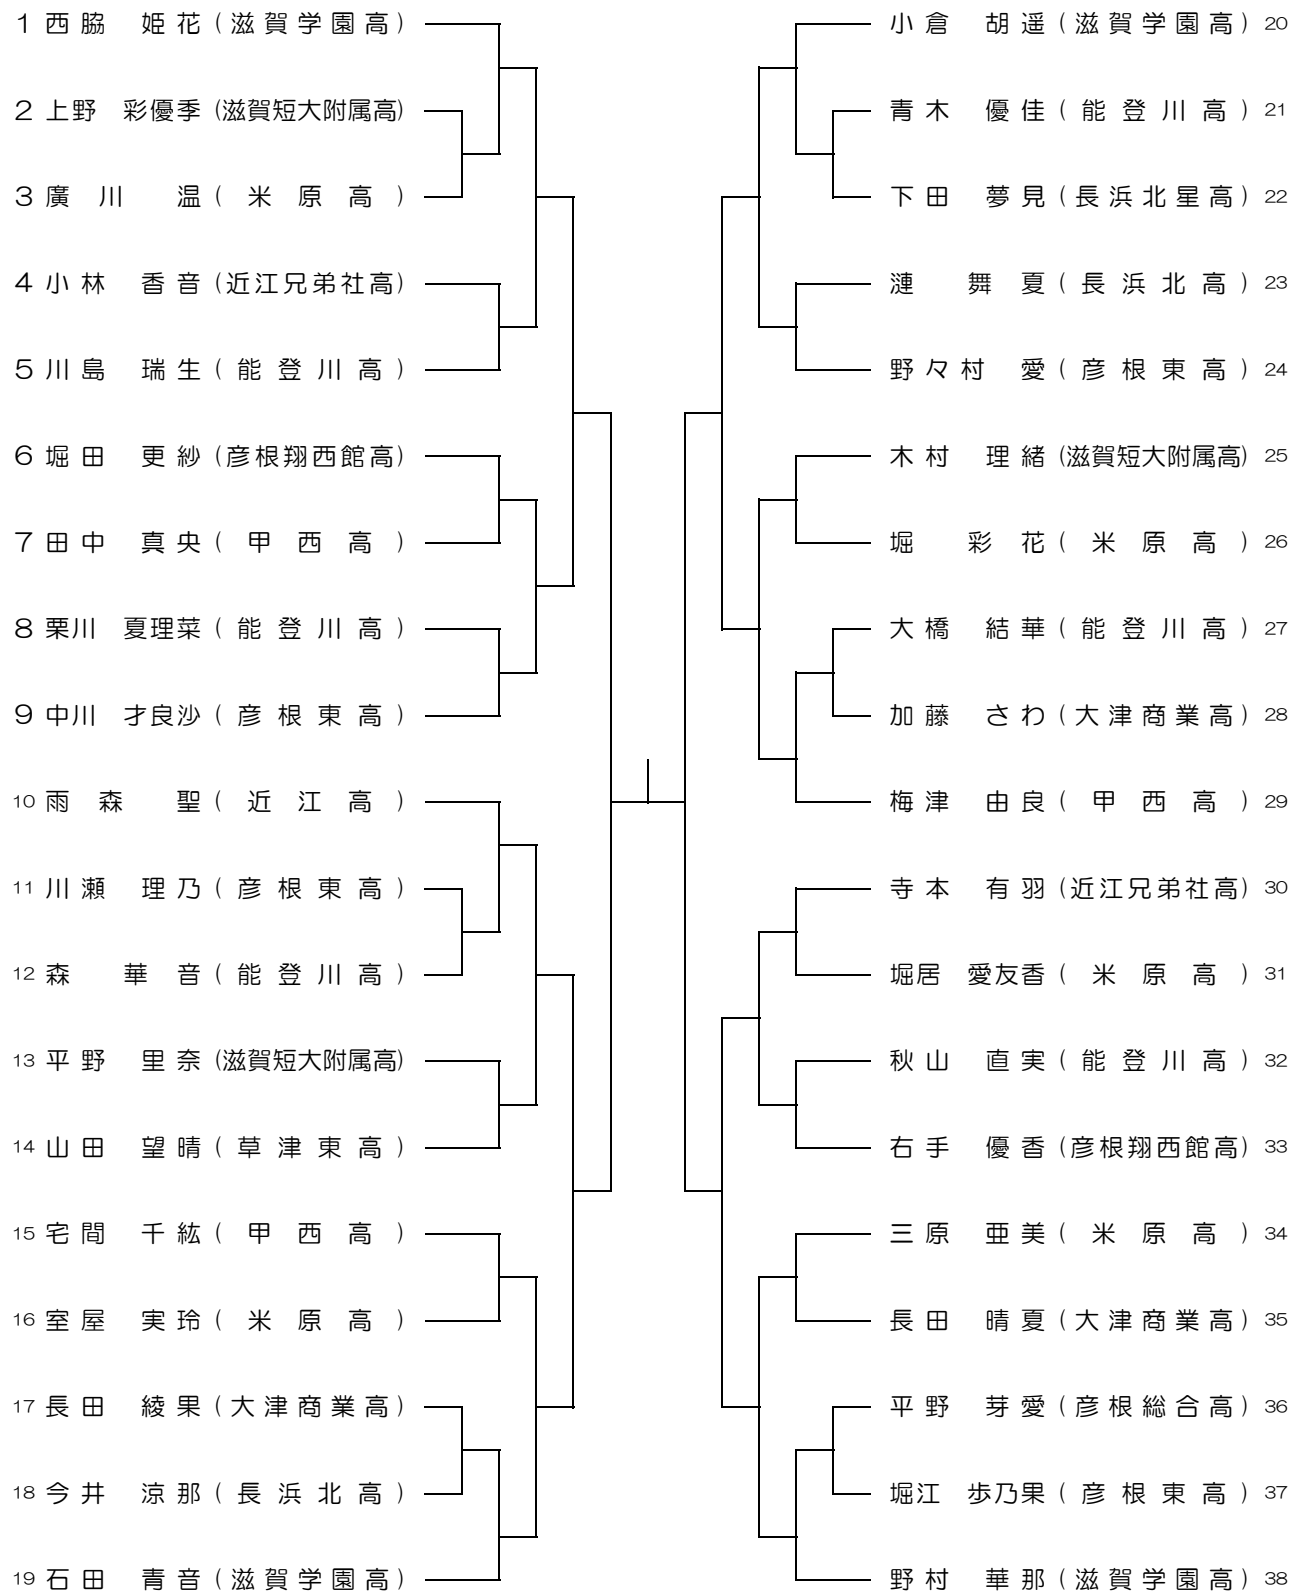 1 西脇 姫花 (滋賀学園高)
2 上野 彩優季 (滋賀短大附属高)
3 廣川 温 (米原高)
4 小林 香音 (近江兄弟社高)
5 川島 瑞生 (能登川高)
6 堀田 更紗 (彦根翔西館高)
7 田中 真央 (甲西高)
8 栗川 夏理菜 (能登川高)
9 中川 才良沙 (彦根東高)
10 雨森 聖 (近江高)
11 川瀬 理乃 (彦根東高)
12 森 華音 (能登川高)
13 平野 里奈 (滋賀短大附属高)
14 山田 望晴 (草津東高)
15 宅間 千紘 (甲西高)
16 室屋 実玲 (米原高)
17 長田 綾果 (大津商業高)
18 今井 涼那 (長浜北高)
19 石田 青音 (滋賀学園高)
小倉 胡遥 (滋賀学園高) 20
青木 優佳 (能登川高) 21
下田 夢見 (長浜北星高) 22
漣 舞夏 (長浜北高) 23
野々村 愛 (彦根東高) 24
木村 理緒 (滋賀短大附属高) 25
堀 彩花 (米原高) 26
大橋 結華 (能登川高) 27
加藤 さわ (大津商業高) 28
梅津 由良 (甲西高) 29
寺本 有羽 (近江兄弟社高) 30
堀居 愛友香 (米原高) 31
秋山 直実 (能登川高) 32
右手 優香 (彦根翔西館高) 33
三原 亜美 (米原高) 34
長田 晴夏 (大津商業高) 35
平野 芽愛 (彦根総合高) 36
堀江 歩乃果 (彦根東高) 37
野村 華那 (滋賀学園高) 38